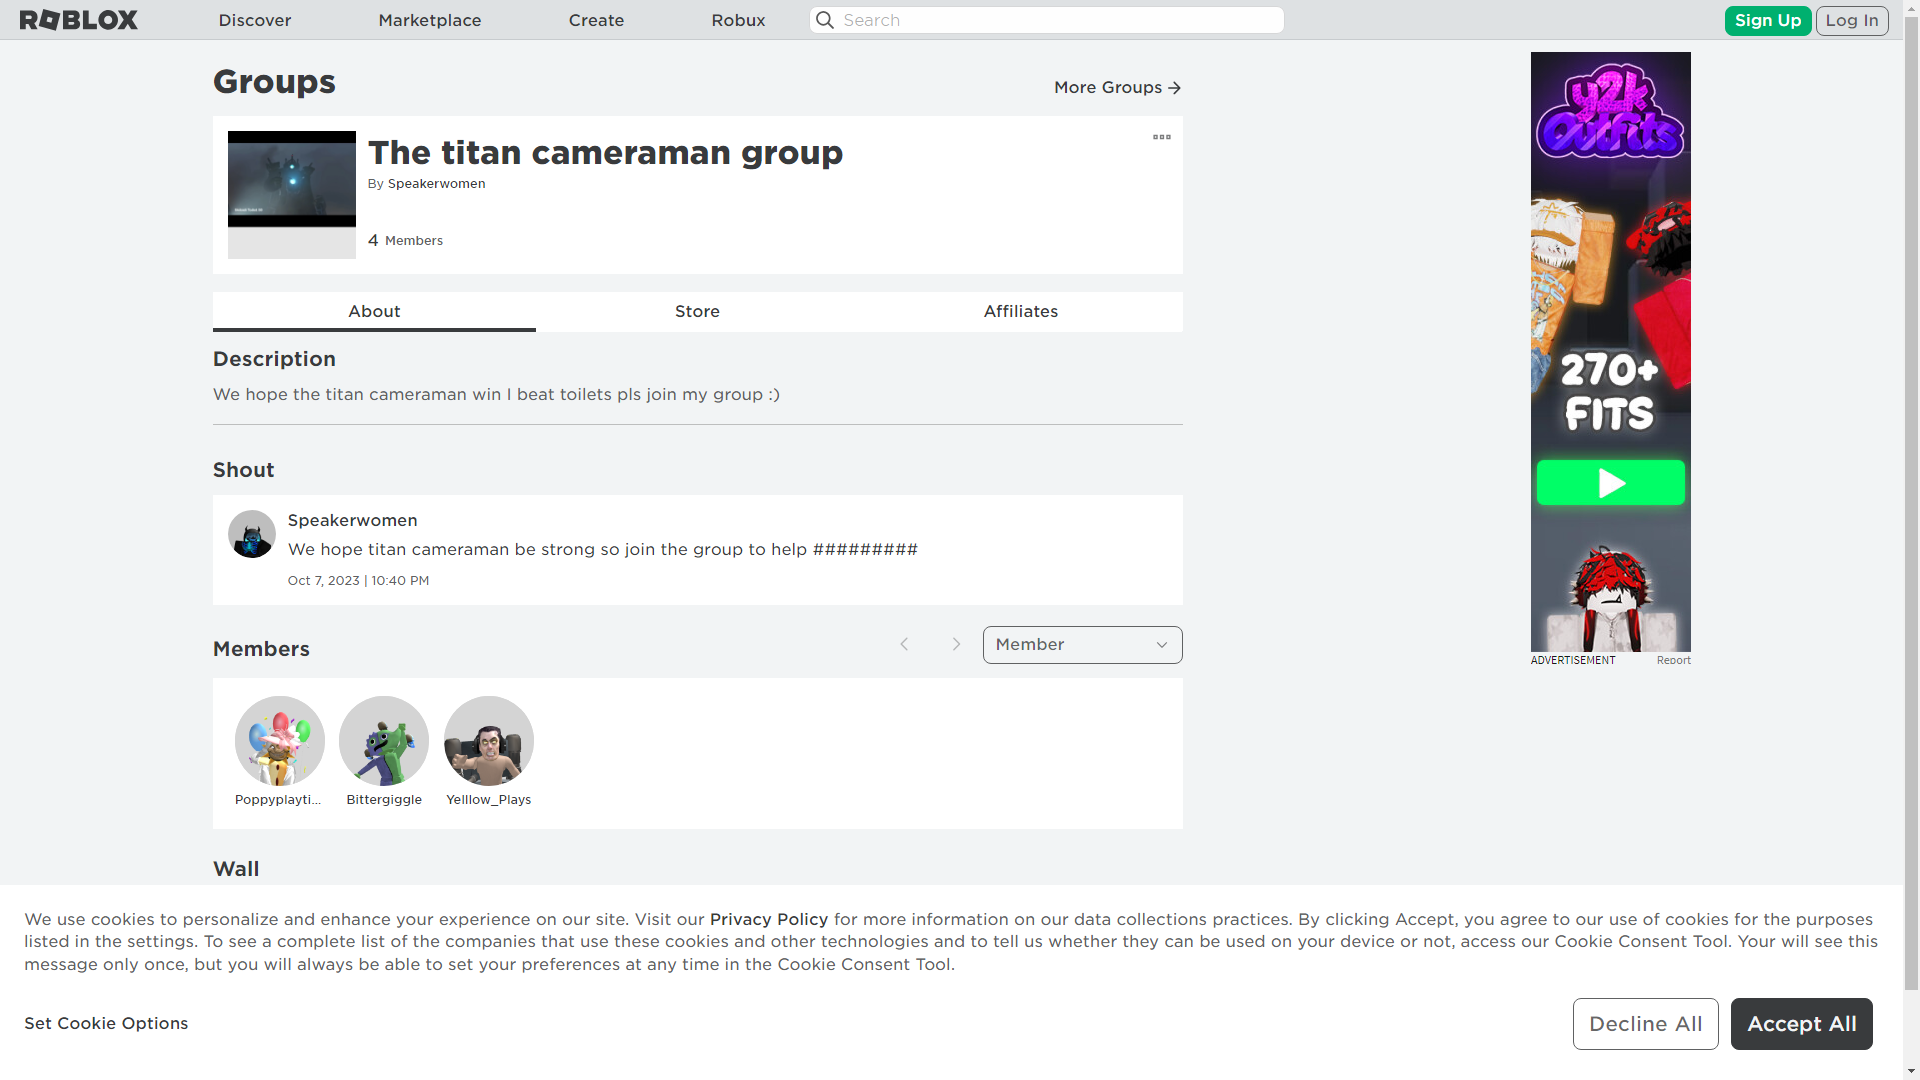 ROBLOX
Discover
Marketplace
Create
Robux
Search
Sign Up
Log In
Groups
More Groups
The titan cameraman group
By Speakerwomen
4 Members
About
Store
Affiliates
Description
We hope the titan cameraman win I beat toilets pls join my group :)
Shout
Speakerwomen
We hope titan cameraman be strong so join the group to help #########
Oct 7, 2023 | 10:40 PM
Members
Member
Poppyplayti...
Bittergiggle
Yelllow_Plays
Wall
y2k
Outfits
270+
FITS
ADVERTISEMENT
Report
We use cookies to personalize and enhance your experience on our site. Visit our Privacy Policy for more information on our data collections practices. By clicking Accept, you agree to our use of cookies for the purposes
listed in the settings. To see a complete list of the companies that use these cookies and other technologies and to tell us whether they can be used on your device or not, access our Cookie Consent Tool. Your will see this
message only once, but you will always be able to set your preferences at any time in the Cookie Consent Tool.
Set Cookie Options
Decline All
Accept All